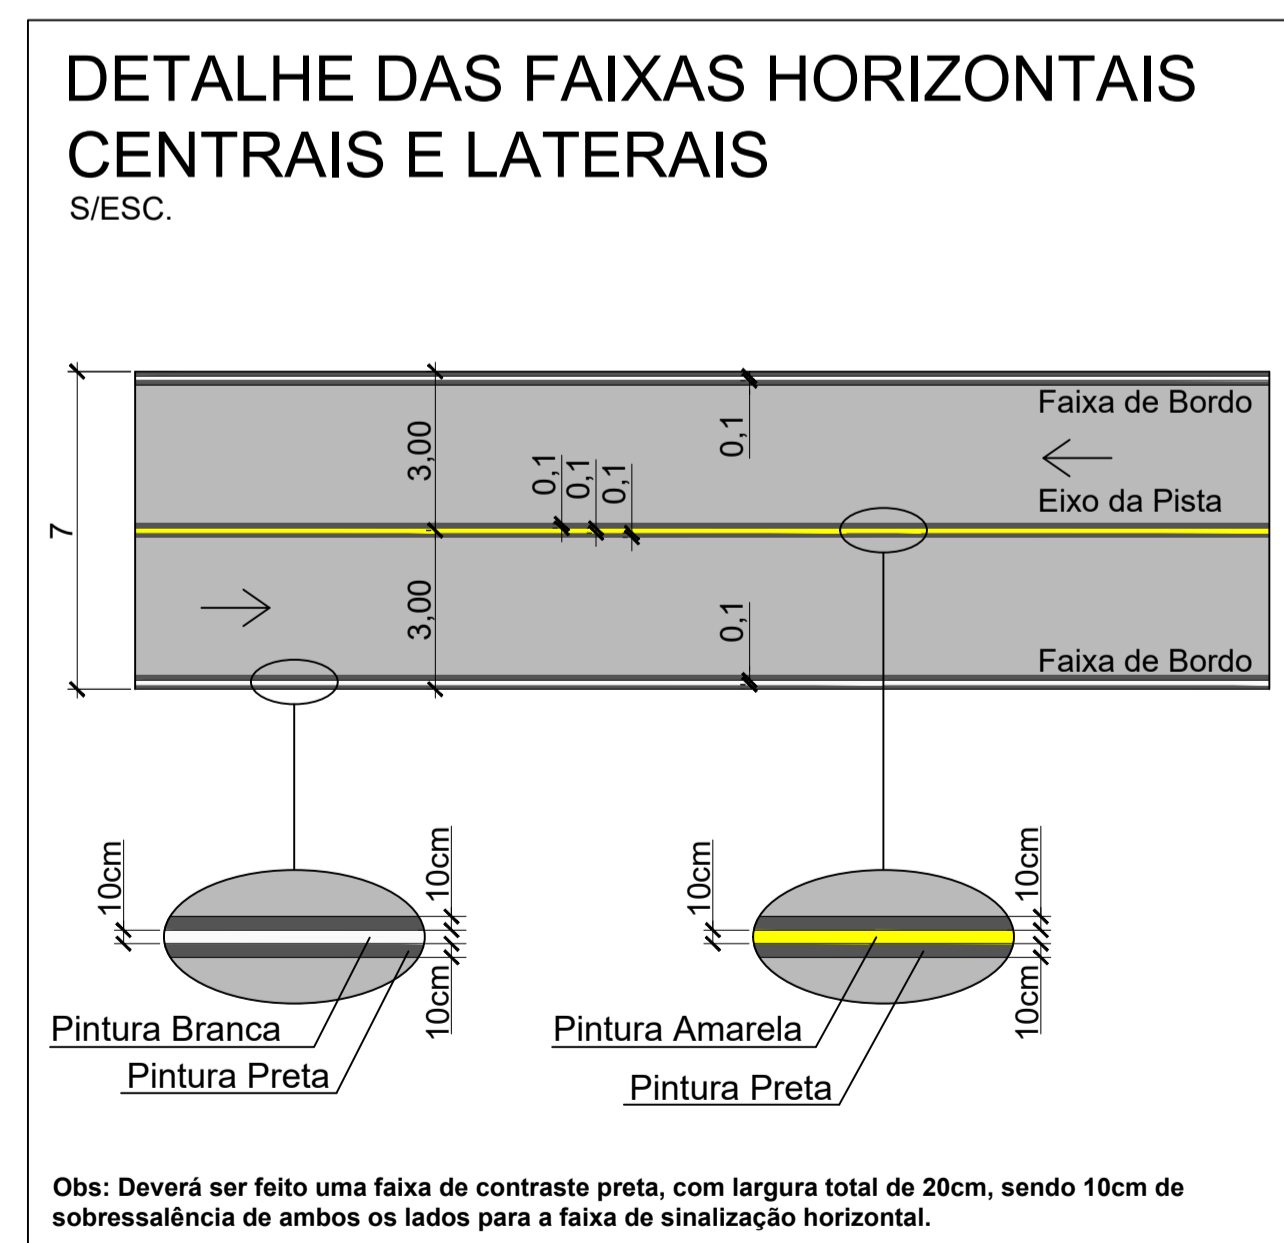 DETALHE DAS FAIXAS HORIZONTAIS
CENTRAIS E LATERAIS
S/ESC.
7
3,00
3,00
0,1
0,1
0,1
0,1
0,1
Faixa de Bordo
Eixo da Pista
Faixa de Bordo
10cm
10cm
10cm
Pintura Branca
Pintura Preta
10cm
10cm
10cm
Pintura Amarela
Pintura Preta
Obs: Deverá ser feito uma faixa de contraste preta, com largura total de 20cm, sendo 10cm de
sobressalência de ambos os lados para a faixa de sinalização horizontal.